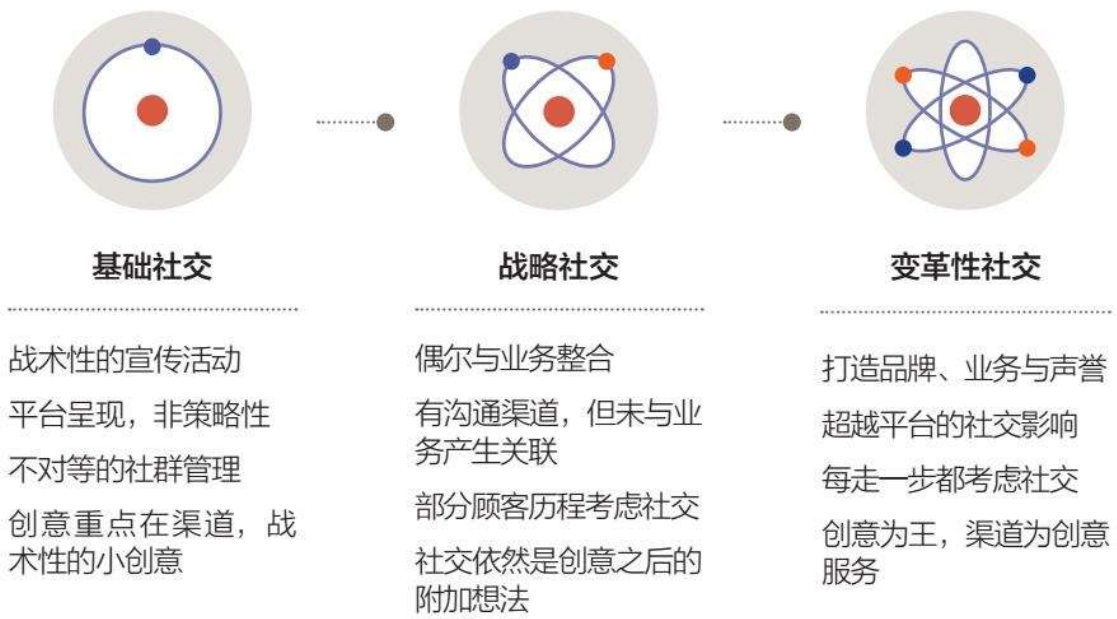 基础社交
战术性的宣传活动
平台呈现，非策略性
不对等的社群管理
创意重点在渠道，战
术性的小创意
战略社交
偶尔与业务整合
有沟通渠道，但未与业
务产生关联
部分顾客历程考虑社交
社交依然是创意之后的
附加想法
变革性社交
打造品牌、业务与声誉
超越平台的社交影响
每走一步都考虑社交
创意为王，渠道为创意
服务